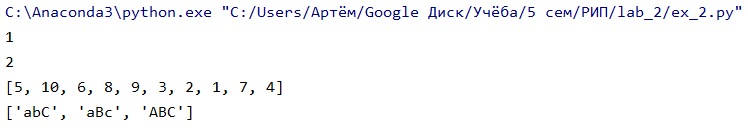 C:\Anaconda3\python.exe "C:/Users/Артём/Google Диск/Учёба/5 сем/РИП/lab_2/ex_2.py"
1
2
[5, 10, 6, 8, 9, 3, 2, 1, 7, 4]
['abC', 'aBc', 'ABC']